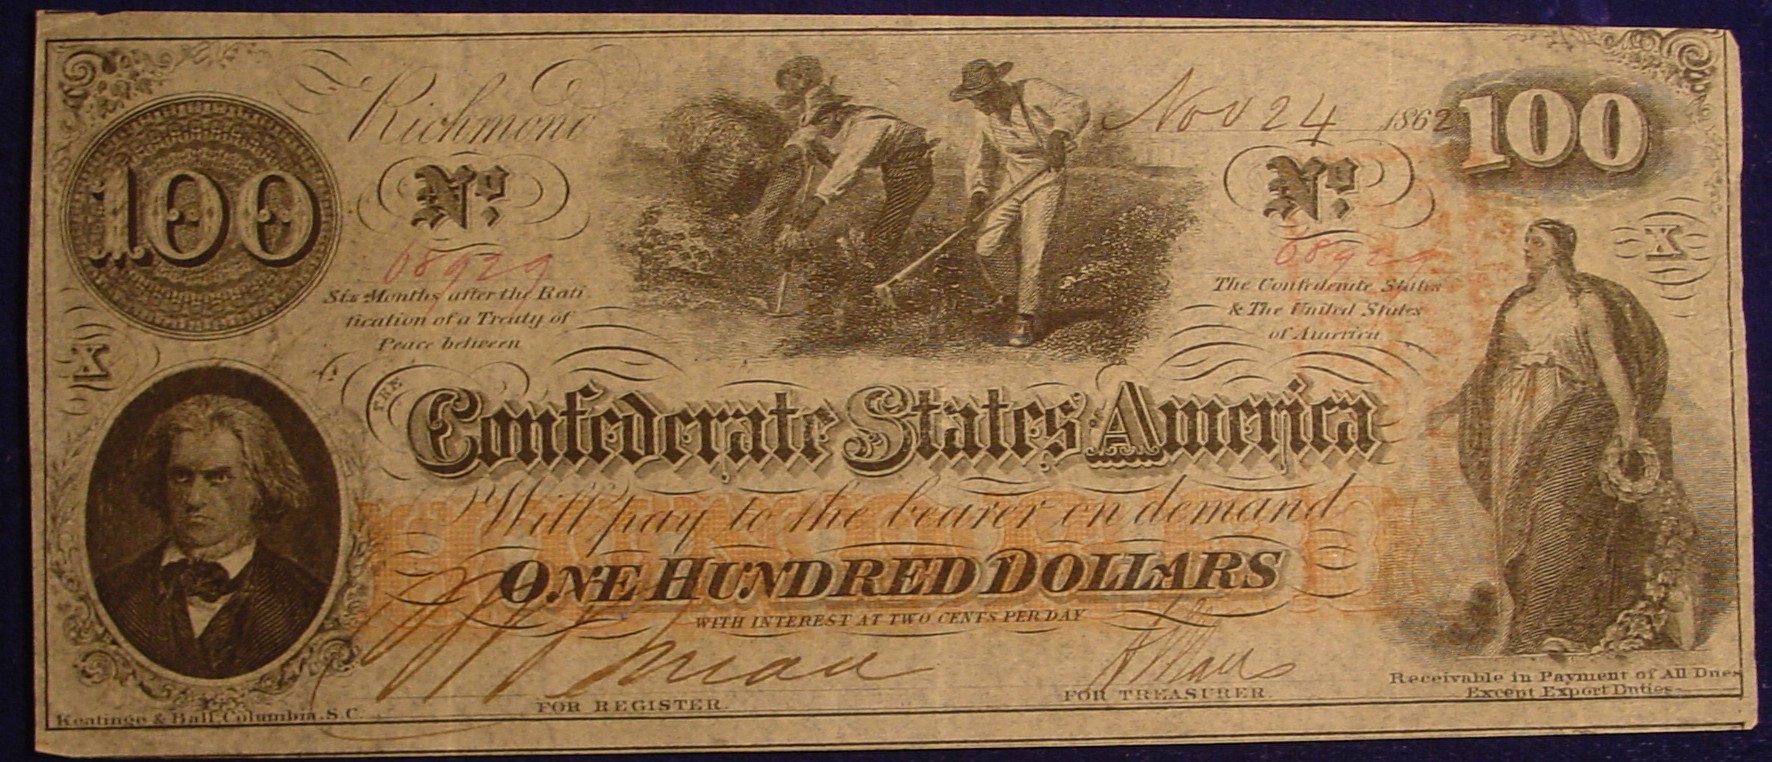 Richmond
Nov 24 1862
100
100
No.
No.
68929
68929
Six Months after the Rati
fication of a Treaty of
Peace between
The Confederate States
& The United States
of America
X
X
THE
Confederate States America
Will pay to the bearer on demand
ONE HUNDRED DOLLARS
WITH INTEREST AT TWO CENTS PER DAY
FOR REGISTER.
FOR TREASURER
Receivable in Payment of All Dues
Except Export Duties
Keatinge & Ball, Columbia, S.C.